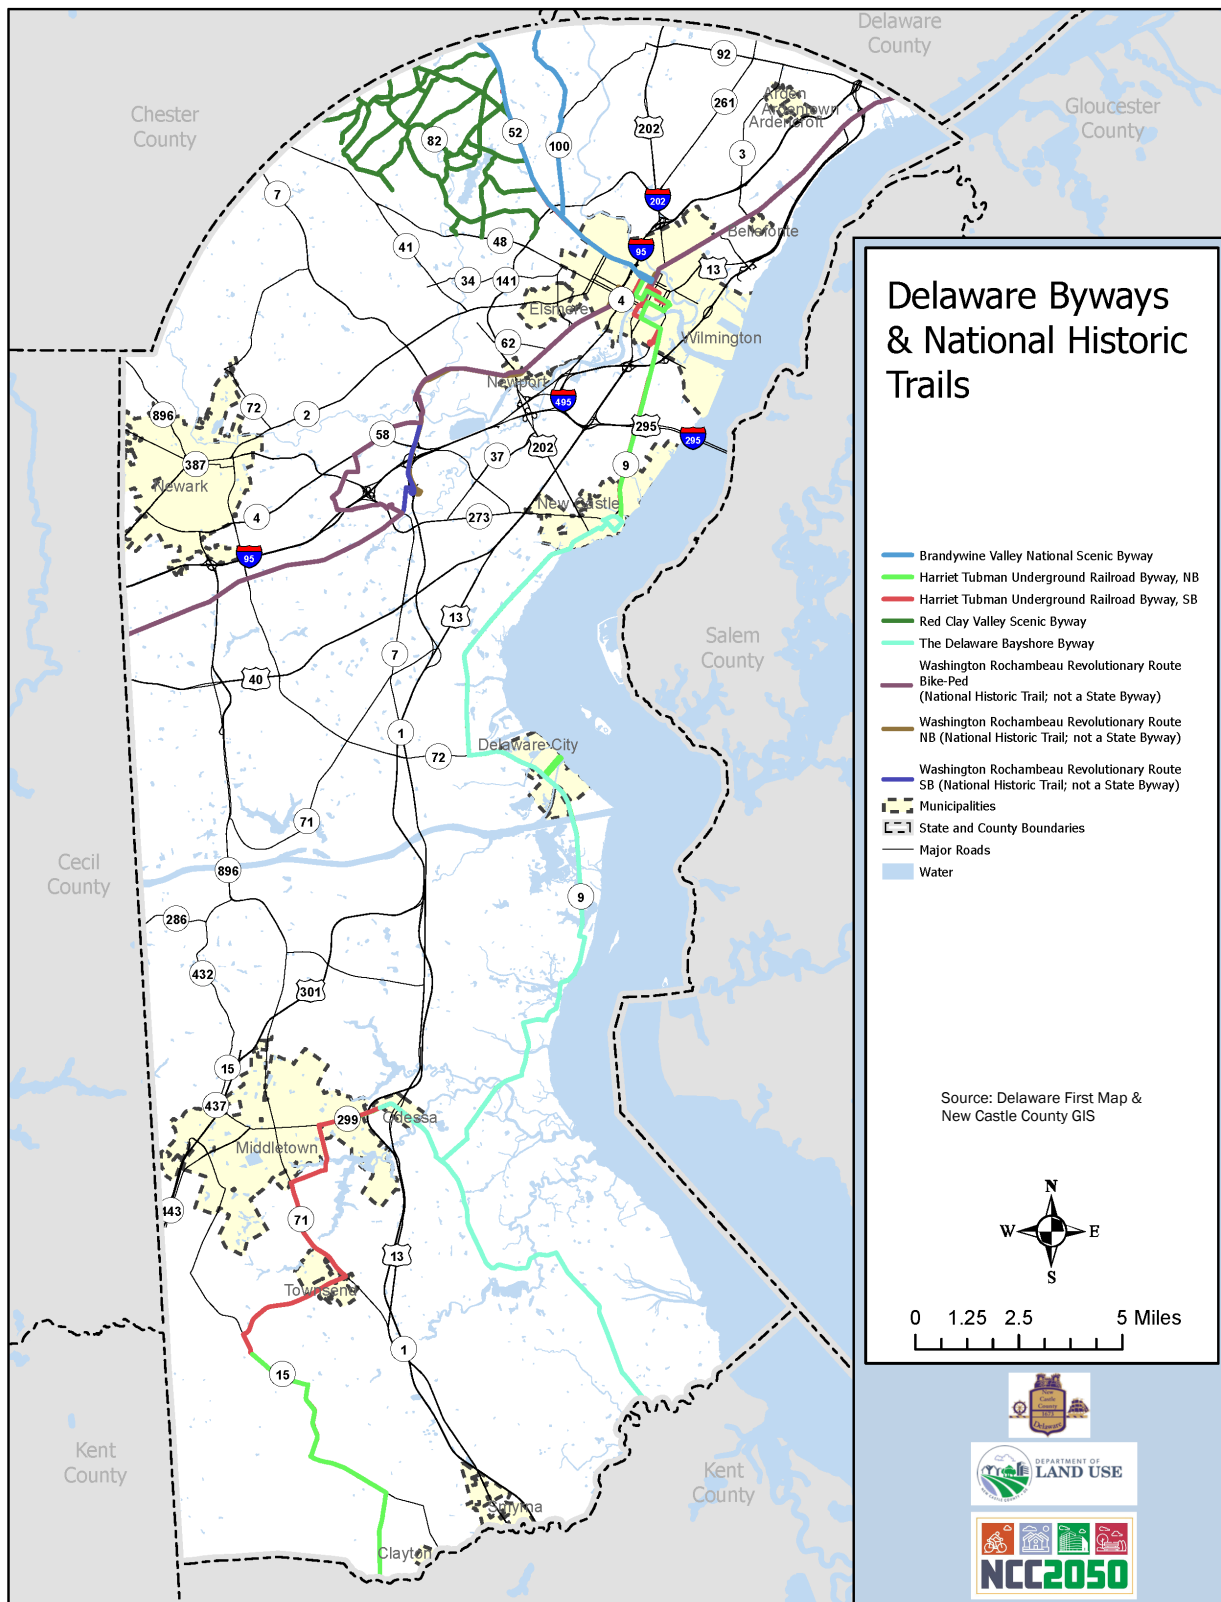 Delaware
County
92
Arden
Ardentown
Ardencroft
261
Chester
County
Gloucester
County
202
52
82
100
3
7
202
Bellefonte
41
48
95
13
34
141
4
Elsmere
62
Wilmington
Newport
495
896
72
2
58
295
295
202
387
37
9
Newark
New Castle
4
273
95
13
Salem
County
7
40
1
Delaware City
72
71
Cecil
County
896
9
286
432
301
15
437
299
Odessa
Middletown
443
71
13
Townsend
1
15
Kent
County
Kent
County
Smyrna
Clayton
Delaware Byways
& National Historic
Trails
Brandywine Valley National Scenic Byway
Harriet Tubman Underground Railroad Byway, NB
Harriet Tubman Underground Railroad Byway, SB
Red Clay Valley Scenic Byway
The Delaware Bayshore Byway
Washington Rochambeau Revolutionary Route
Bike-Ped
(National Historic Trail; not a State Byway)
Washington Rochambeau Revolutionary Route
NB (National Historic Trail; not a State Byway)
Washington Rochambeau Revolutionary Route
SB (National Historic Trail; not a State Byway)
Municipalities
State and County Boundaries
Major Roads
Water
Source: Delaware First Map &
New Castle County GIS
N
W E
S
0 1.25 2.5 5 Miles
New
Castle
County
1673
Delaware
DEPARTMENT OF
LAND USE
NCC2050